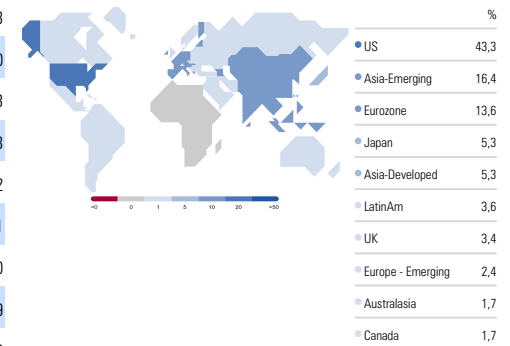 %
US 43,3
Asia-Emerging 16,4
Eurozone 13,6
Japan 5,3
Asia-Developed 5,3
LatinAm 3,6
UK 3,4
Europe - Emerging 2,4
Australasia 1,7
Canada 1,7
<0 0 1 5 10 20 >50